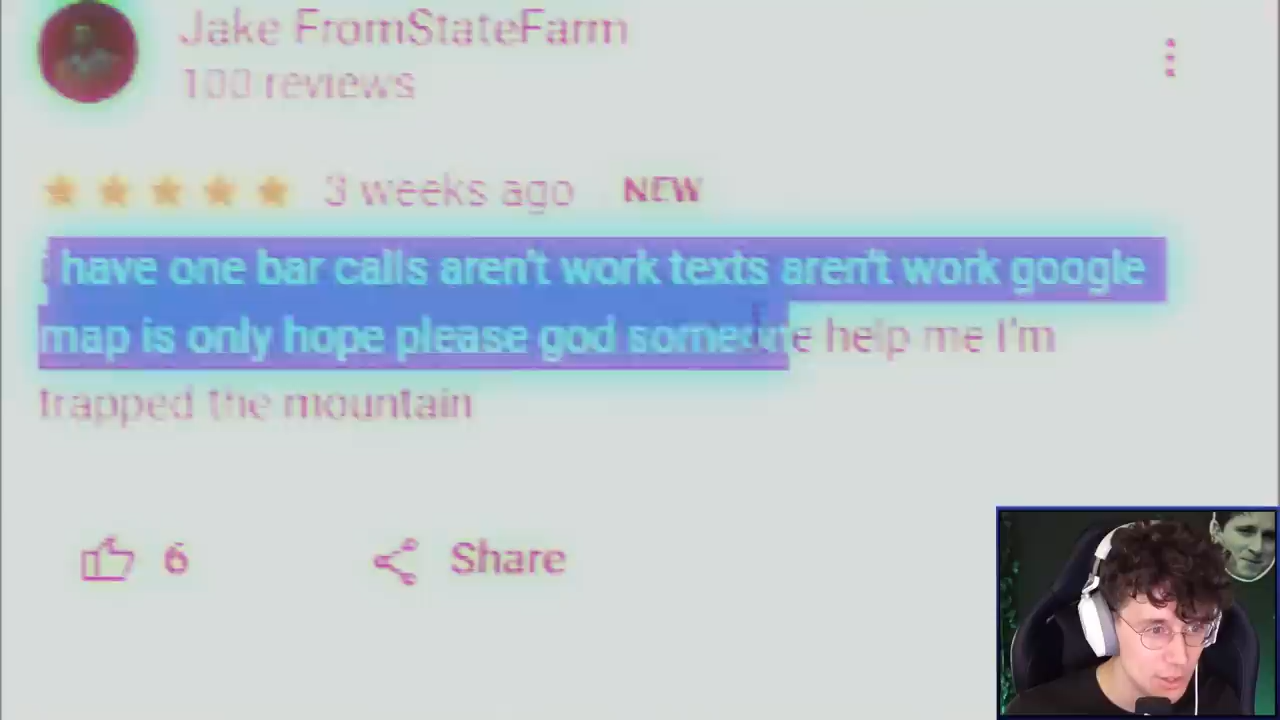 Jake FromStateFarm
100 reviews
3 weeks ago NEW
i have one bar calls aren't work texts aren't work google
map is only hope please god someone help me I'm
trapped the mountain
6 Share